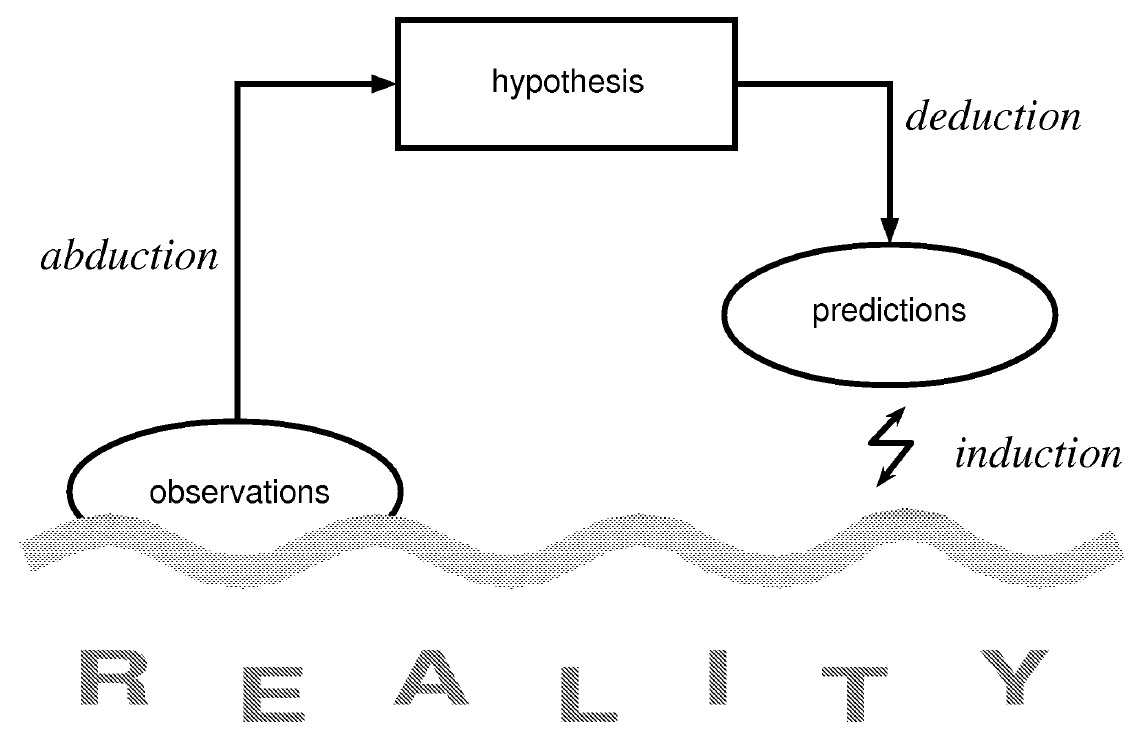 hypothesis
deduction
abduction
predictions
induction
observations
REALITY